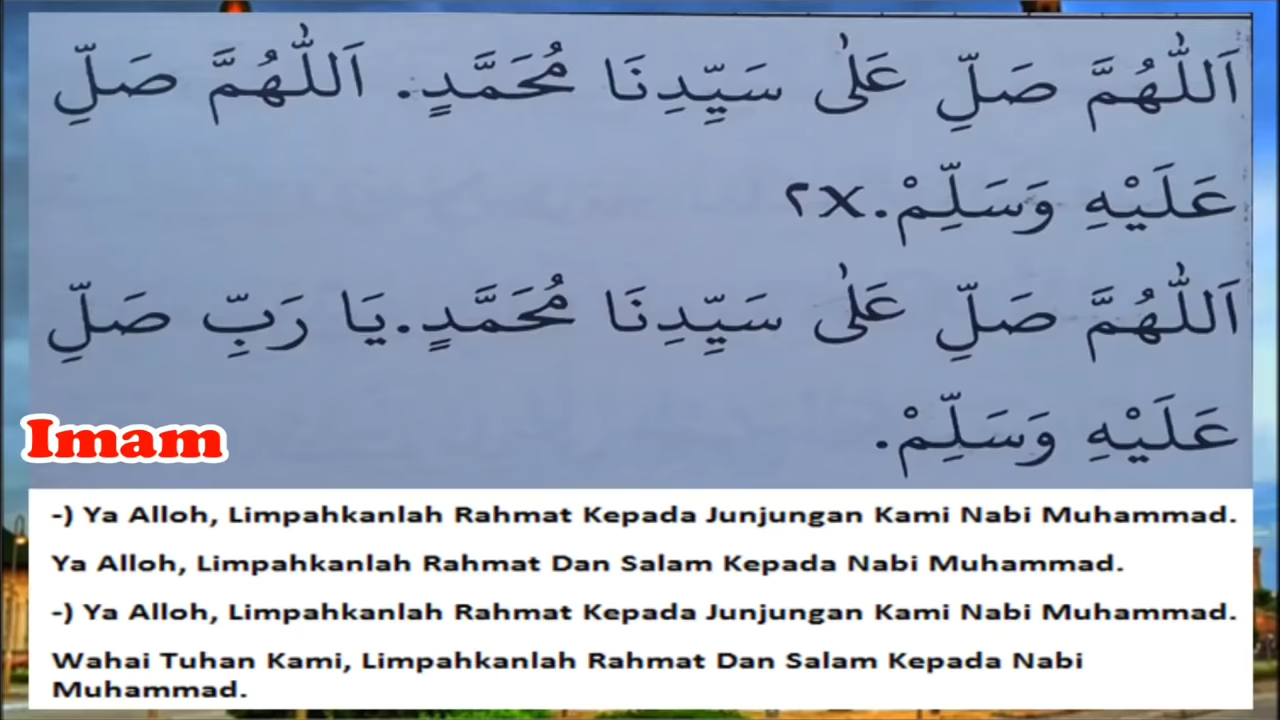 اَللّٰهُمَّ صَلِّ عَلٰى سَيِّدِنَا مُحَمَّدٍ. اَللّٰهُمَّ صَلِّ
عَلَيْهِ وَسَلِّمْ.٢X
اَللّٰهُمَّ صَلِّ عَلٰى سَيِّدِنَا مُحَمَّدٍ.يَا رَبِّ صَلِّ
عَلَيْهِ وَسَلِّمْ.
Imam
-) Ya Alloh, Limpahkanlah Rahmat Kepada Junjungan Kami Nabi Muhammad.
Ya Alloh, Limpahkanlah Rahmat Dan Salam Kepada Nabi Muhammad.
-) Ya Alloh, Limpahkanlah Rahmat Kepada Junjungan Kami Nabi Muhammad.
Wahai Tuhan Kami, Limpahkanlah Rahmat Dan Salam Kepada Nabi
Muhammad.